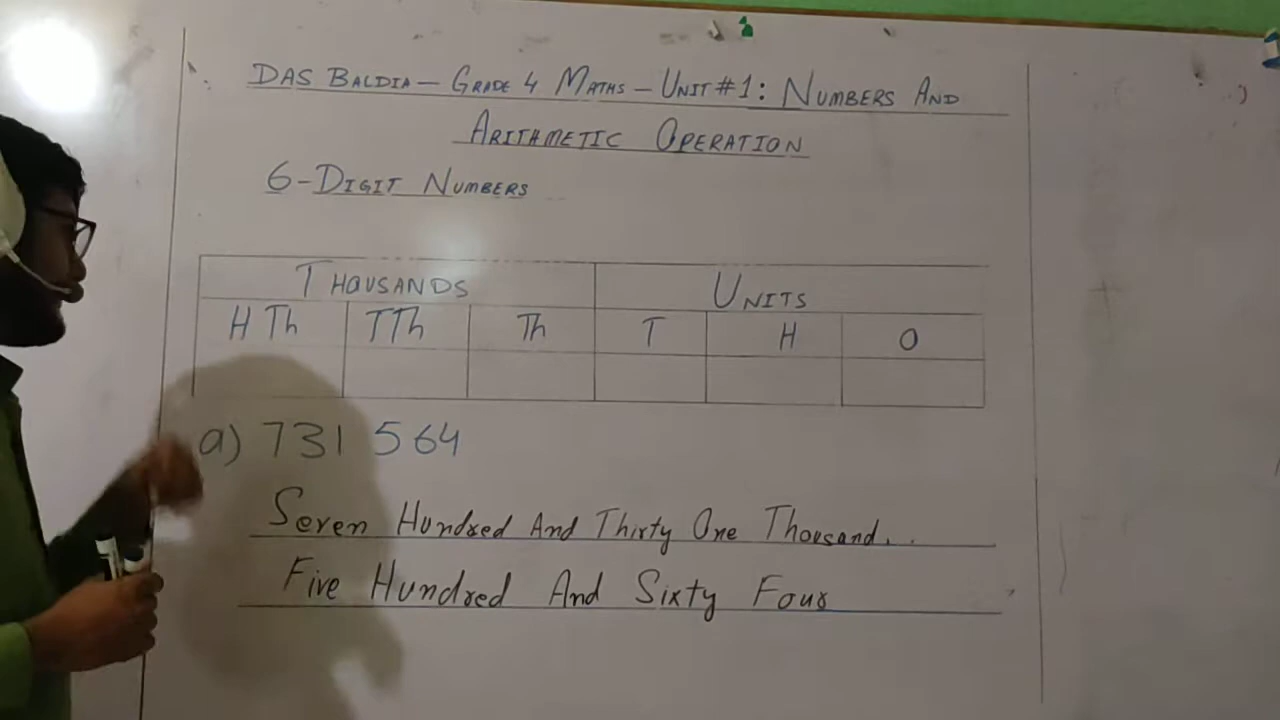 DAS BALDIA — GRADE 4 MATHS — UNIT #1: NUMBERS AND
ARITHMETIC OPERATION
6-DIGIT NUMBERS
THOUSANDS UNITS
H Th TTh Th T H O
a) 731 564
Seven Hundred And Thirty One Thousand..
Five Hundred And Sixty Four